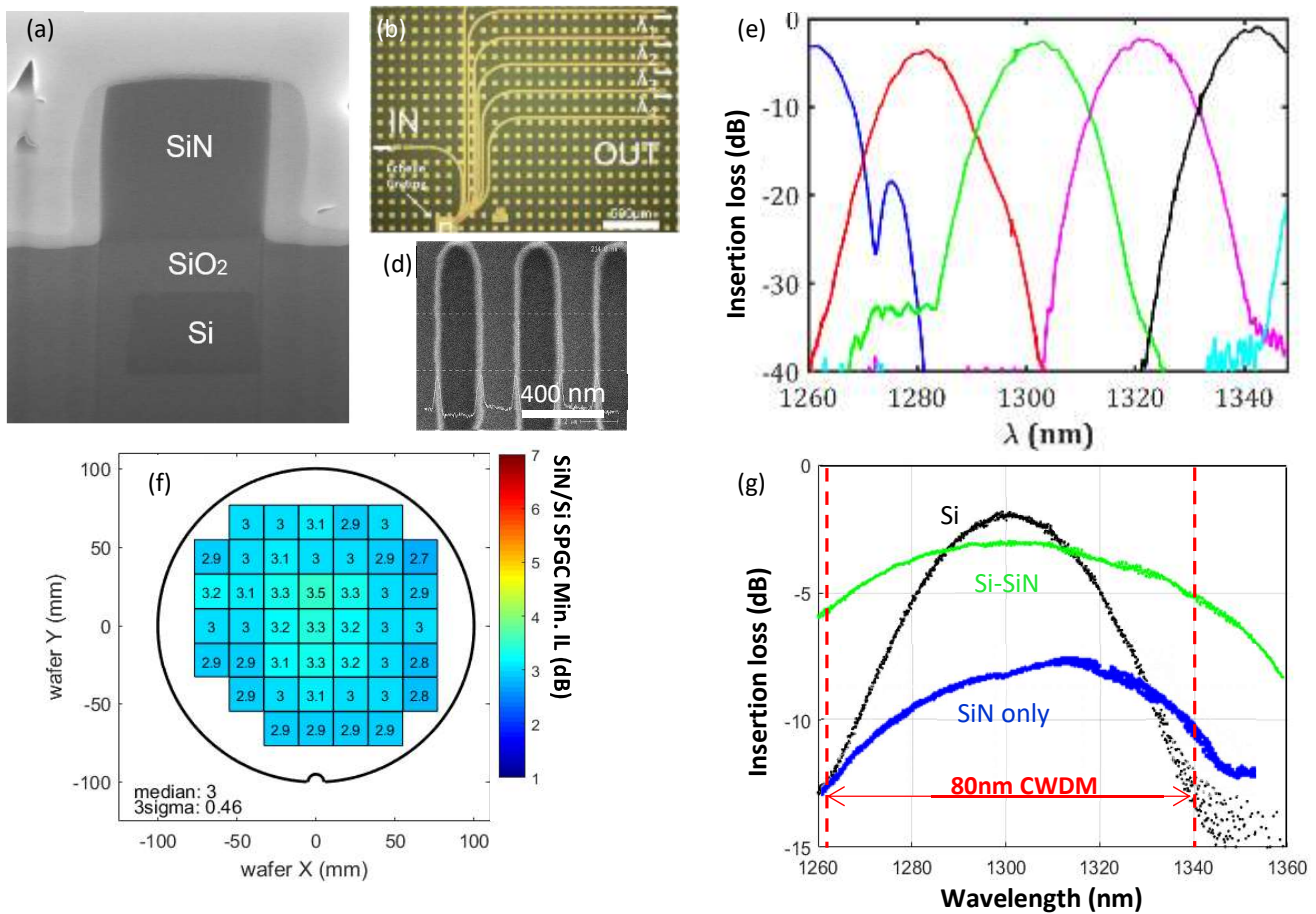 (a)
SiN
SiO2
Si
(b)
λ1
λ2
λ3
λ4
IN
OUT
Echelle
Grating
500µm
(d)
400 nm
(e)
Insertion loss (dB)
0
-10
-20
-30
-40
1260
1280
1300
1320
1340
λ (nm)
(f)
wafer Y (mm)
100
50
0
-50
-100
3 3 3.1 2.9 3
2.9 3 3.1 3 3 2.9 2.7
3.2 3.1 3.3 3.5 3.3 3 2.9
3 3 3.2 3.3 3.2 3 3
2.9 2.9 3.1 3.3 3.2 3 2.8
2.9 3 3.1 3 3 2.8
2.9 2.9 2.9 2.9
median: 3
3sigma: 0.46
-100 -50 0 50 100
wafer X (mm)
7
6
5
4
3
2
1
SiN/Si SPGC Min. IL (dB)
(g)
Insertion loss (dB)
0
-5
-10
-15
Si
Si-SiN
SiN only
80nm CWDM
1260 1280 1300 1320 1340 1360
Wavelength (nm)